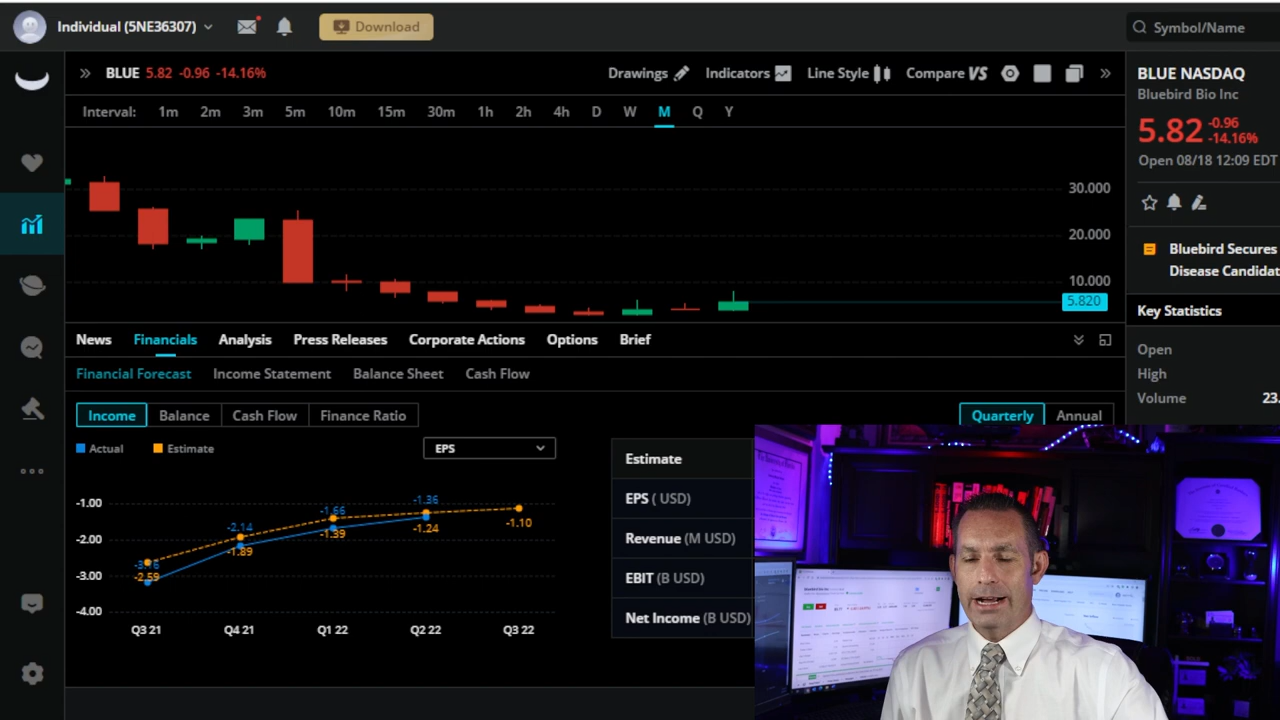 Individual (5NE36307)
Download
Symbol/Name
BLUE 5.82 -0.96 -14.16%
Drawings Indicators Line Style Compare VS
BLUE NASDAQ
Bluebird Bio Inc
5.82 -0.96
-14.16%
Open 08/18 12:09 EDT
Interval: 1m 2m 3m 5m 10m 15m 30m 1h 2h 4h D W M Q Y
30.000
20.000
10.000
5.820
Bluebird Secures
Disease Candidat
Key Statistics
Open
High
Volume 23.
News Financials Analysis Press Releases Corporate Actions Options Brief
Financial Forecast Income Statement Balance Sheet Cash Flow
Income Balance Cash Flow Finance Ratio
Quarterly Annual
Actual Estimate
EPS
-1.00
-2.00
-3.00
-4.00
-2.59
-2.14
-1.89
-1.66
-1.39
-1.36
-1.24
-1.10
Q3 21 Q4 21 Q1 22 Q2 22 Q3 22
Estimate
EPS ( USD)
Revenue (M USD)
EBIT (B USD)
Net Income (B USD)